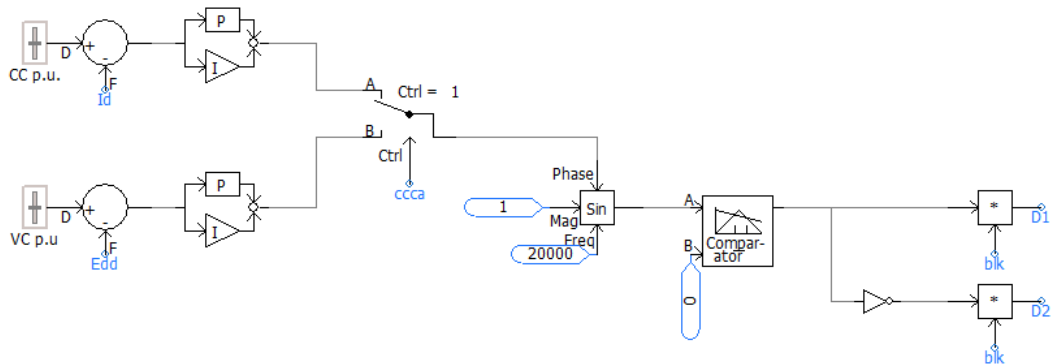 P
D
+
-
CC p.u.
I
F
Id
A
Ctrl = 1
B
Ctrl
ccca
P
D
+
-
VC p.u
I
F
Edd
Phase
1
Mag
Sin
Freq
20000
A
B
Compar-
ator
0
*
D1
blk
*
D2
blk